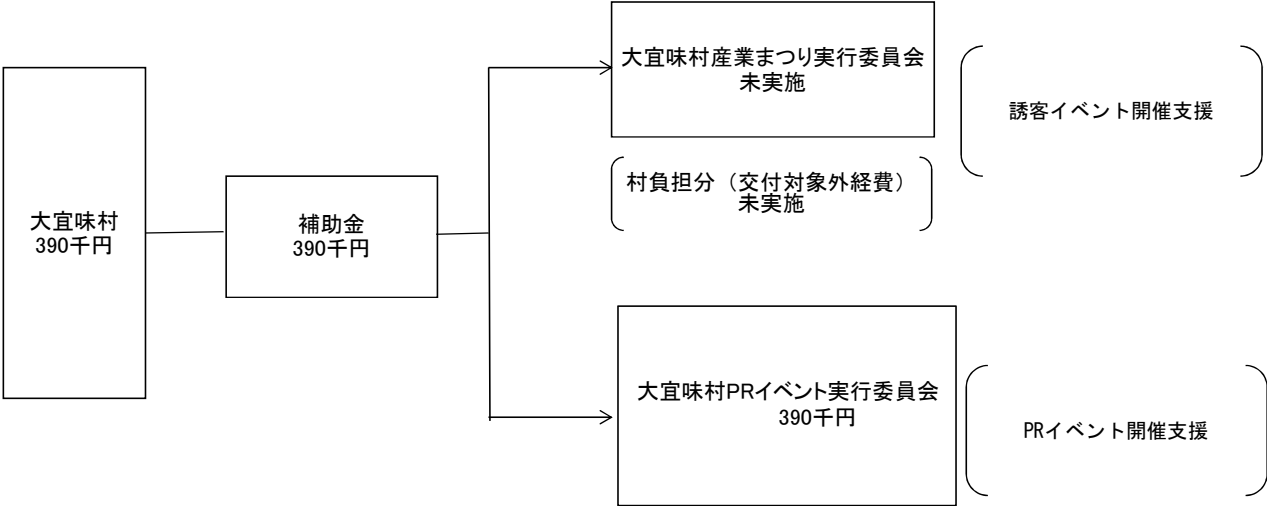 大宜味村
390千円
補助金
390千円
大宜味村産業まつり実行委員会
未実施
誘客イベント開催支援
村負担分（交付対象外経費）
未実施
大宜味村PRイベント実行委員会
390千円
PRイベント開催支援